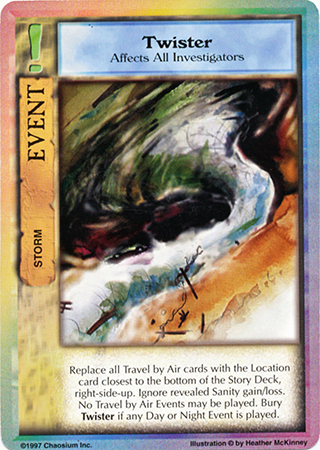 Twister
Affects All Investigators
!
EVENT
STORM
Replace all Travel by Air cards with the Location
card closest to the bottom of the Story Deck,
right-side-up. Ignore revealed Sanity gain/loss.
No Travel by Air Events may be played. Bury
Twister if any Day or Night Event is played.
©1997 Chaosium Inc.
Illustration © by Heather McKinney